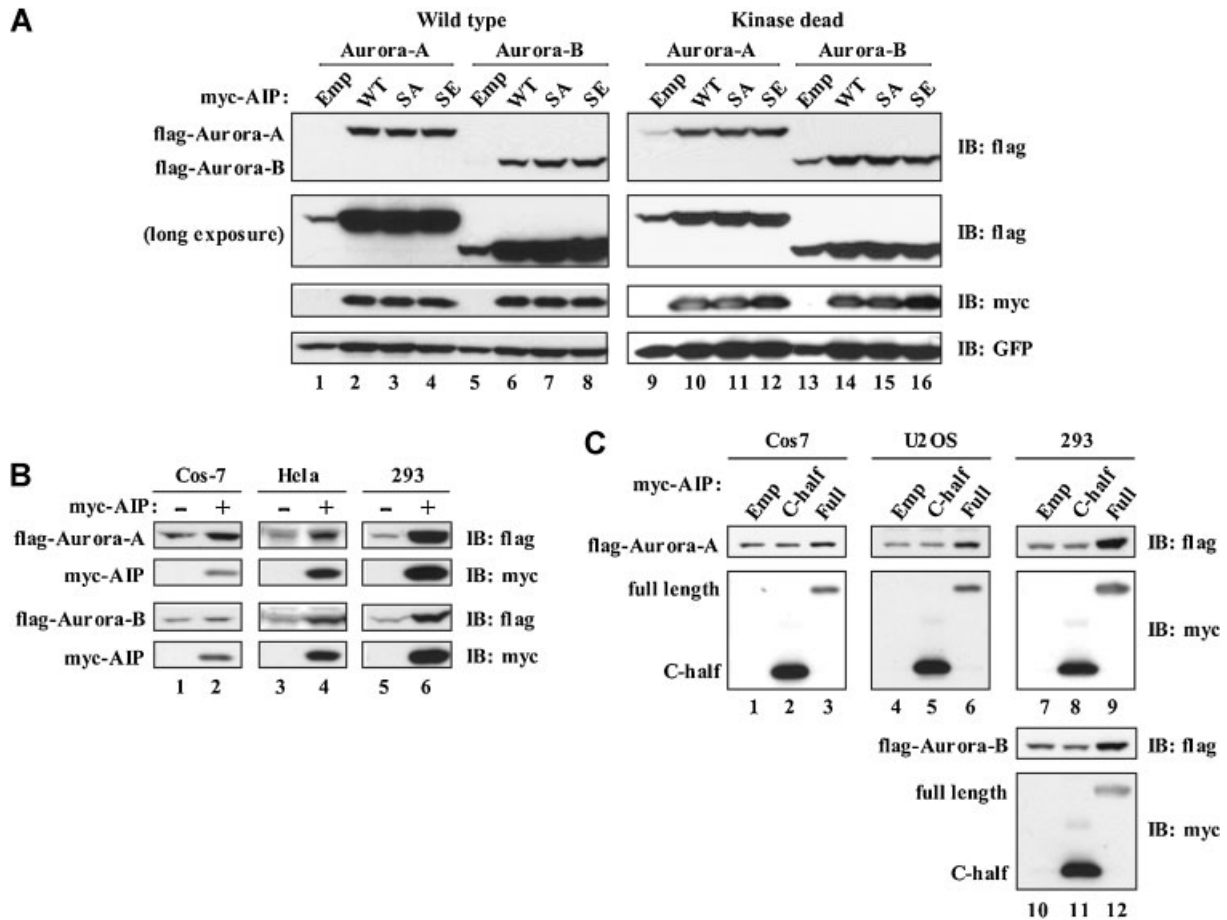 A
Wild type Kinase dead
Aurora-A Aurora-B Aurora-A Aurora-B
myc-AIP: Emp WT SA SE Emp WT SA SE Emp WT SA SE Emp WT SA SE
flag-Aurora-A
IB: flag
flag-Aurora-B
(long exposure) IB: flag
IB: myc
IB: GFP
1 2 3 4 5 6 7 8 9 10 11 12 13 14 15 16
B
Cos-7 Hela 293
myc-AIP: - + - + - +
flag-Aurora-A IB: flag
myc-AIP IB: myc
flag-Aurora-B IB: flag
myc-AIP IB: myc
1 2 3 4 5 6
C
Cos7 U2OS 293
myc-AIP: Emp C-half Full Emp C-half Full Emp C-half Full
flag-Aurora-A IB: flag
full length
IB: myc
C-half
1 2 3 4 5 6 7 8 9
flag-Aurora-B IB: flag
full length
IB: myc
C-half
10 11 12